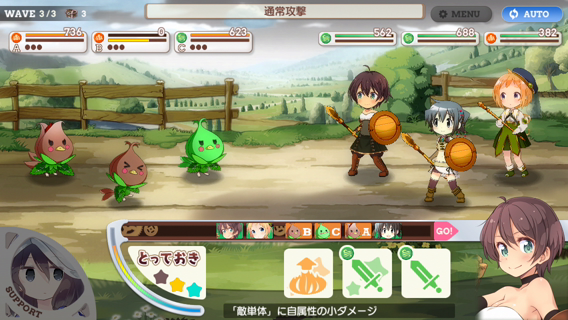 WAVE 3/3 3
通常攻撃
MENU
AUTO
A 736
B 0
C 623
562
688
382
B C A GO!
とっておき
SUPPORT
「敵単体」に自属性の小ダメージ